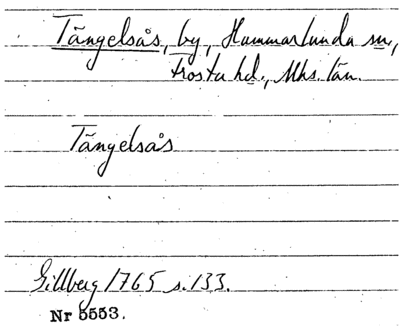 Tängelsås, by, Hammarlunda sn,
Frosta hd., Mhs. län.
Tängelsås
Gillberg 1765 s. 133.
Nr 5553.